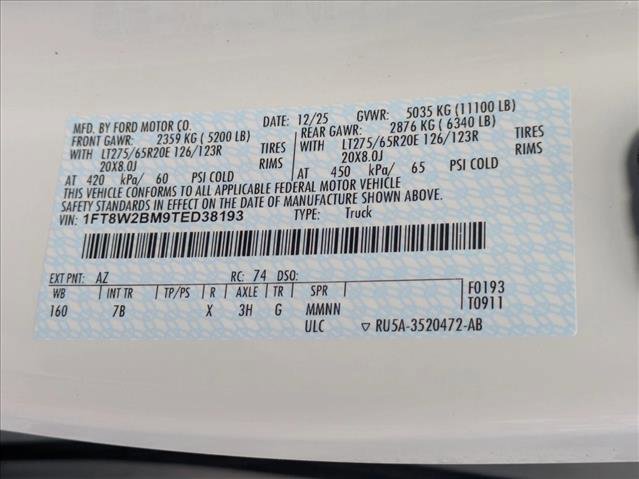 MFD. BY FORD MOTOR CO.
DATE: 12/25 GVWR: 5035 KG (11100 LB)
FRONT GAWR: 2359 KG (5200 LB) REAR GAWR: 2876 KG (6340 LB)
WITH LT275/65R20E 126/123R TIRES WITH LT275/65R20E 126/123R TIRES
20X8.0J RIMS 20X8.0J RIMS
AT 420 kPa/ 60 PSI COLD AT 450 kPa/ 65 PSI COLD
THIS VEHICLE CONFORMS TO ALL APPLICABLE FEDERAL MOTOR VEHICLE
SAFETY STANDARDS IN EFFECT ON THE DATE OF MANUFACTURE SHOWN ABOVE.
VIN: 1FT8W2BM9TED38193 TYPE: Truck
EXT PNT: AZ RC: 74 DSO:
WB INT TR TP/PS R AXLE TR SPR F0193
160 7B X 3H G MMNN T0911
ULC ▽ RU5A-3520472-AB